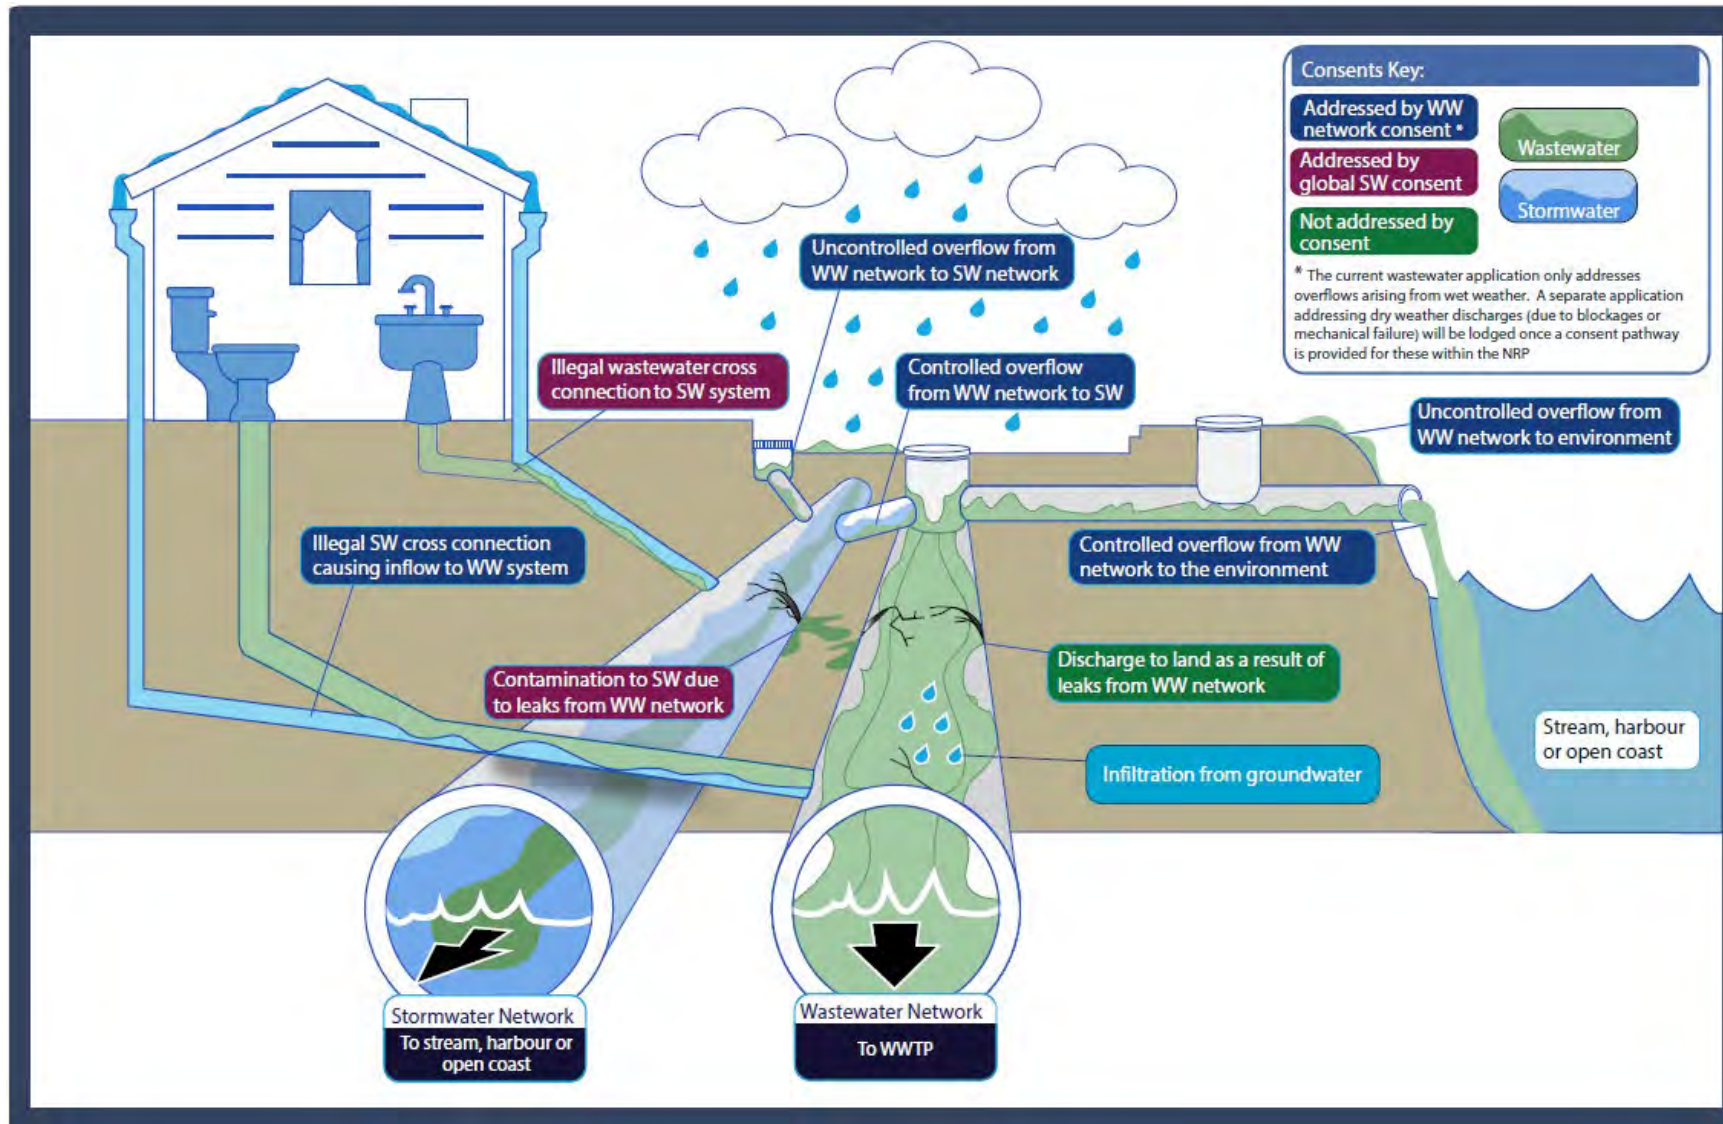 Consents Key:
Addressed by WW
network consent *
Addressed by
global SW consent
Not addressed by
consent
Wastewater
Stormwater
* The current wastewater application only addresses
overflows arising from wet weather. A separate application
addressing dry weather discharges (due to blockages or
mechanical failure) will be lodged once a consent pathway
is provided for these within the NRP
Uncontrolled overflow from
WW network to SW network
Illegal wastewater cross
connection to SW system
Controlled overflow
from WW network to SW
Uncontrolled overflow from
WW network to environment
Illegal SW cross connection
causing inflow to WW system
Controlled overflow from WW
network to the environment
Contamination to SW due
to leaks from WW network
Discharge to land as a result of
leaks from WW network
Infiltration from groundwater
Stream, harbour
or open coast
Stormwater Network
To stream, harbour or
open coast
Wastewater Network
To WWTP